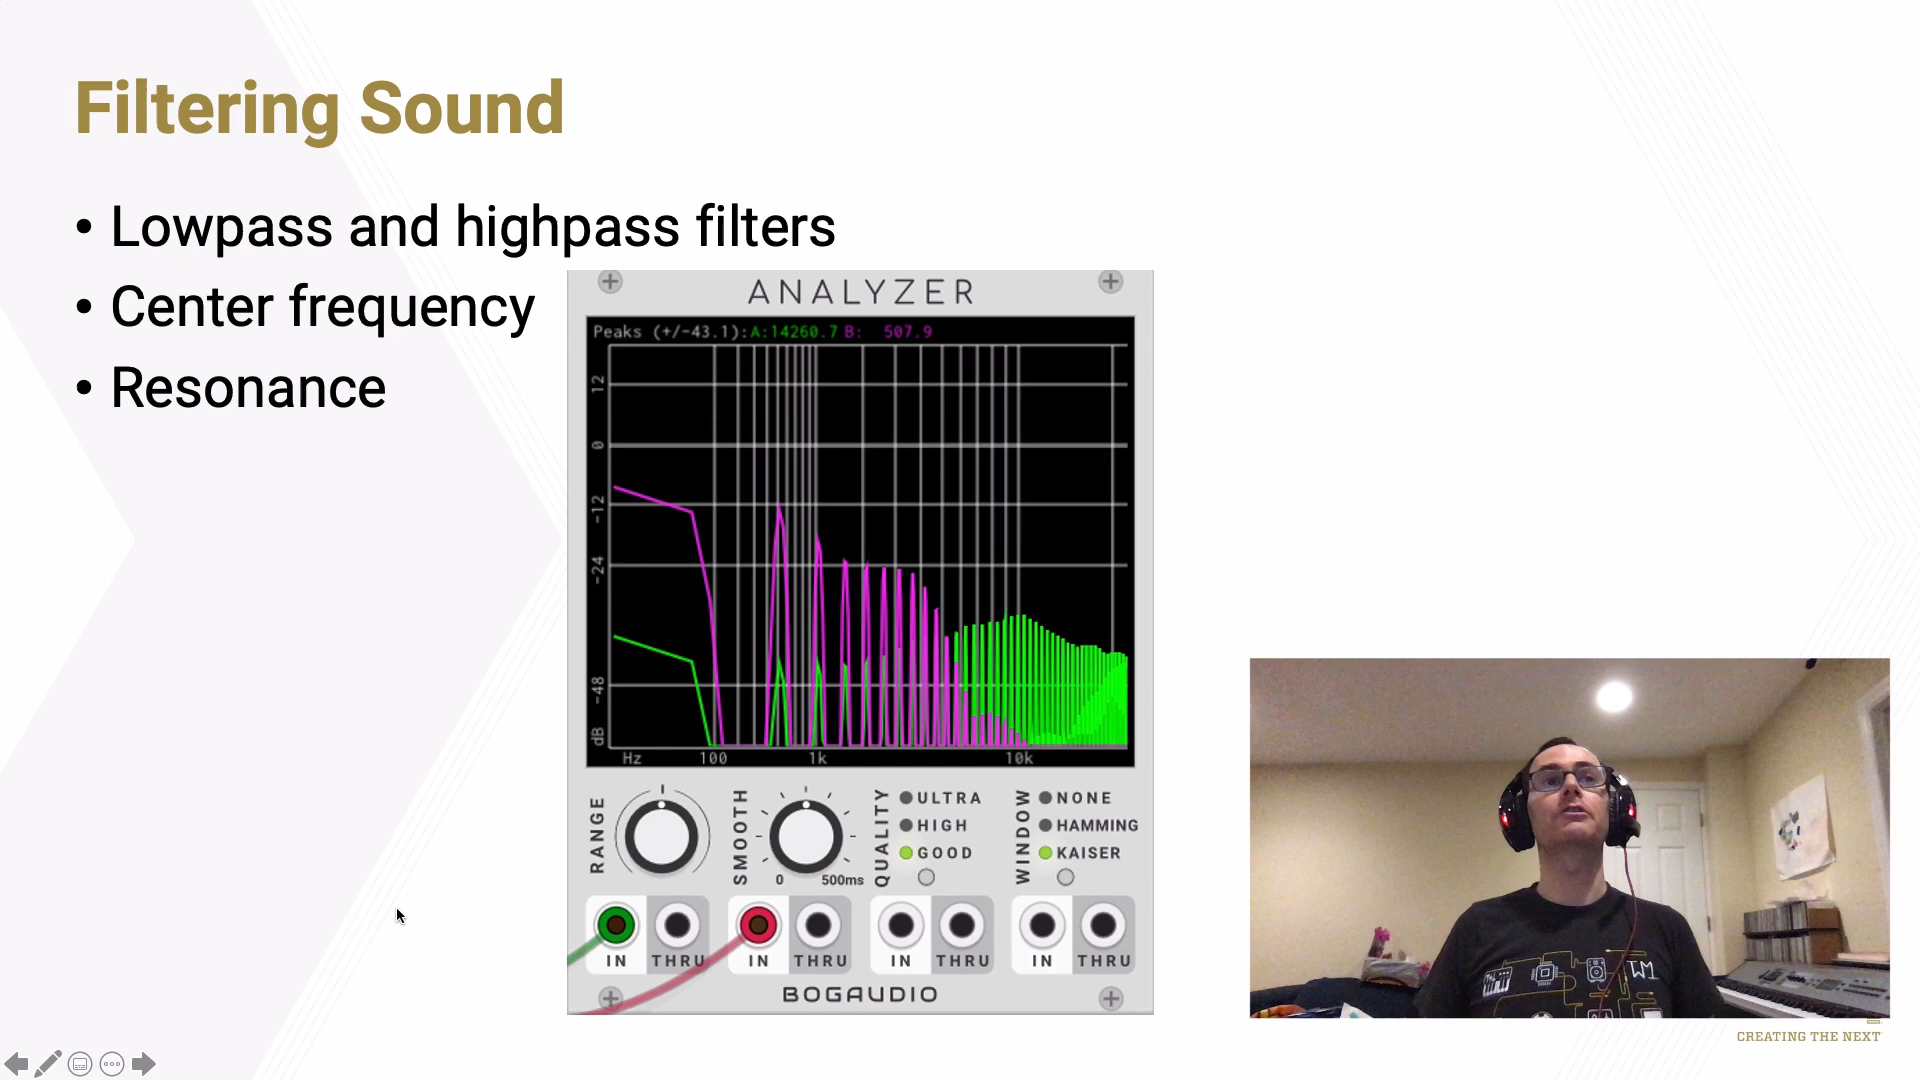 Filtering Sound
• Lowpass and highpass filters
• Center frequency
• Resonance
ANALYZER
Peaks (+/-43.1):A:14260.7 B: 507.9
12
0
-12
-24
-48
dB
Hz 100 1k 10k
RANGE
SMOOTH
0 500ms
QUALITY
ULTRA
HIGH
GOOD
WINDOW
NONE
HAMMING
KAISER
IN THRU IN THRU IN THRU IN THRU
BOGAUDIO
TW1
CREATING THE NEXT